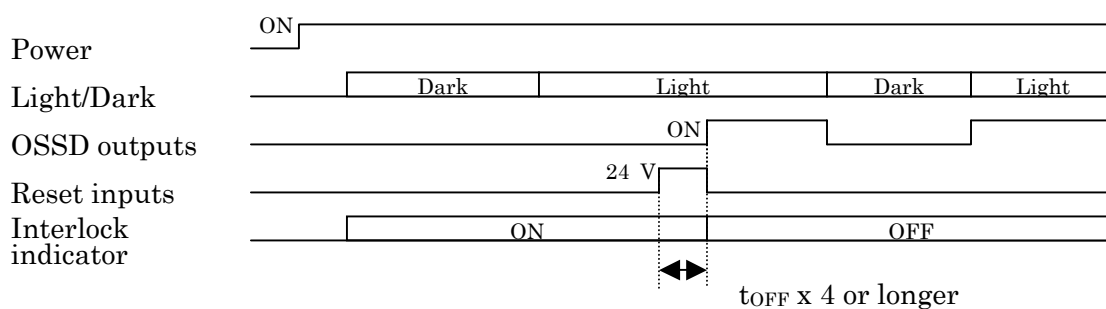 ON
Power
Light/Dark
Dark Light Dark Light
OSSD outputs
ON
Reset inputs
24 V
Interlock
indicator
ON OFF
tOFF x 4 or longer